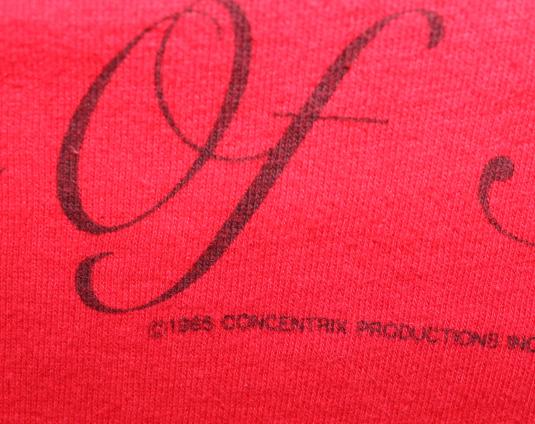 Of
©1985 CONCENTRIX PRODUCTIONS INC